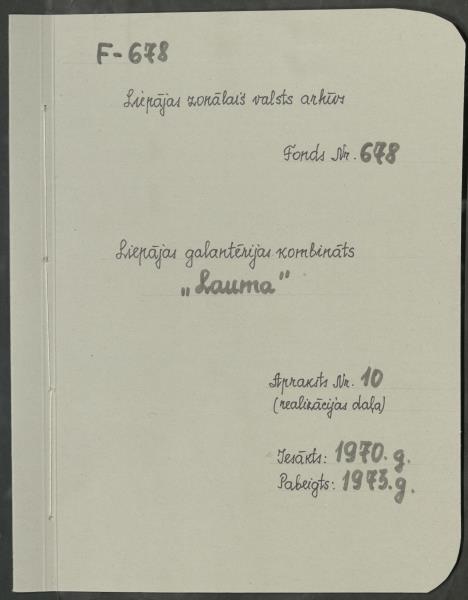 F-678
Liepājas zonālais valsts arhīvs
Fonds Nr. 678
Liepājas galantērijas kombināts
„Lauma"
Apraksts Nr. 10
(realizācijas daļa)
Iesākts: 1970. g.
Pabeigts: 1973. g.